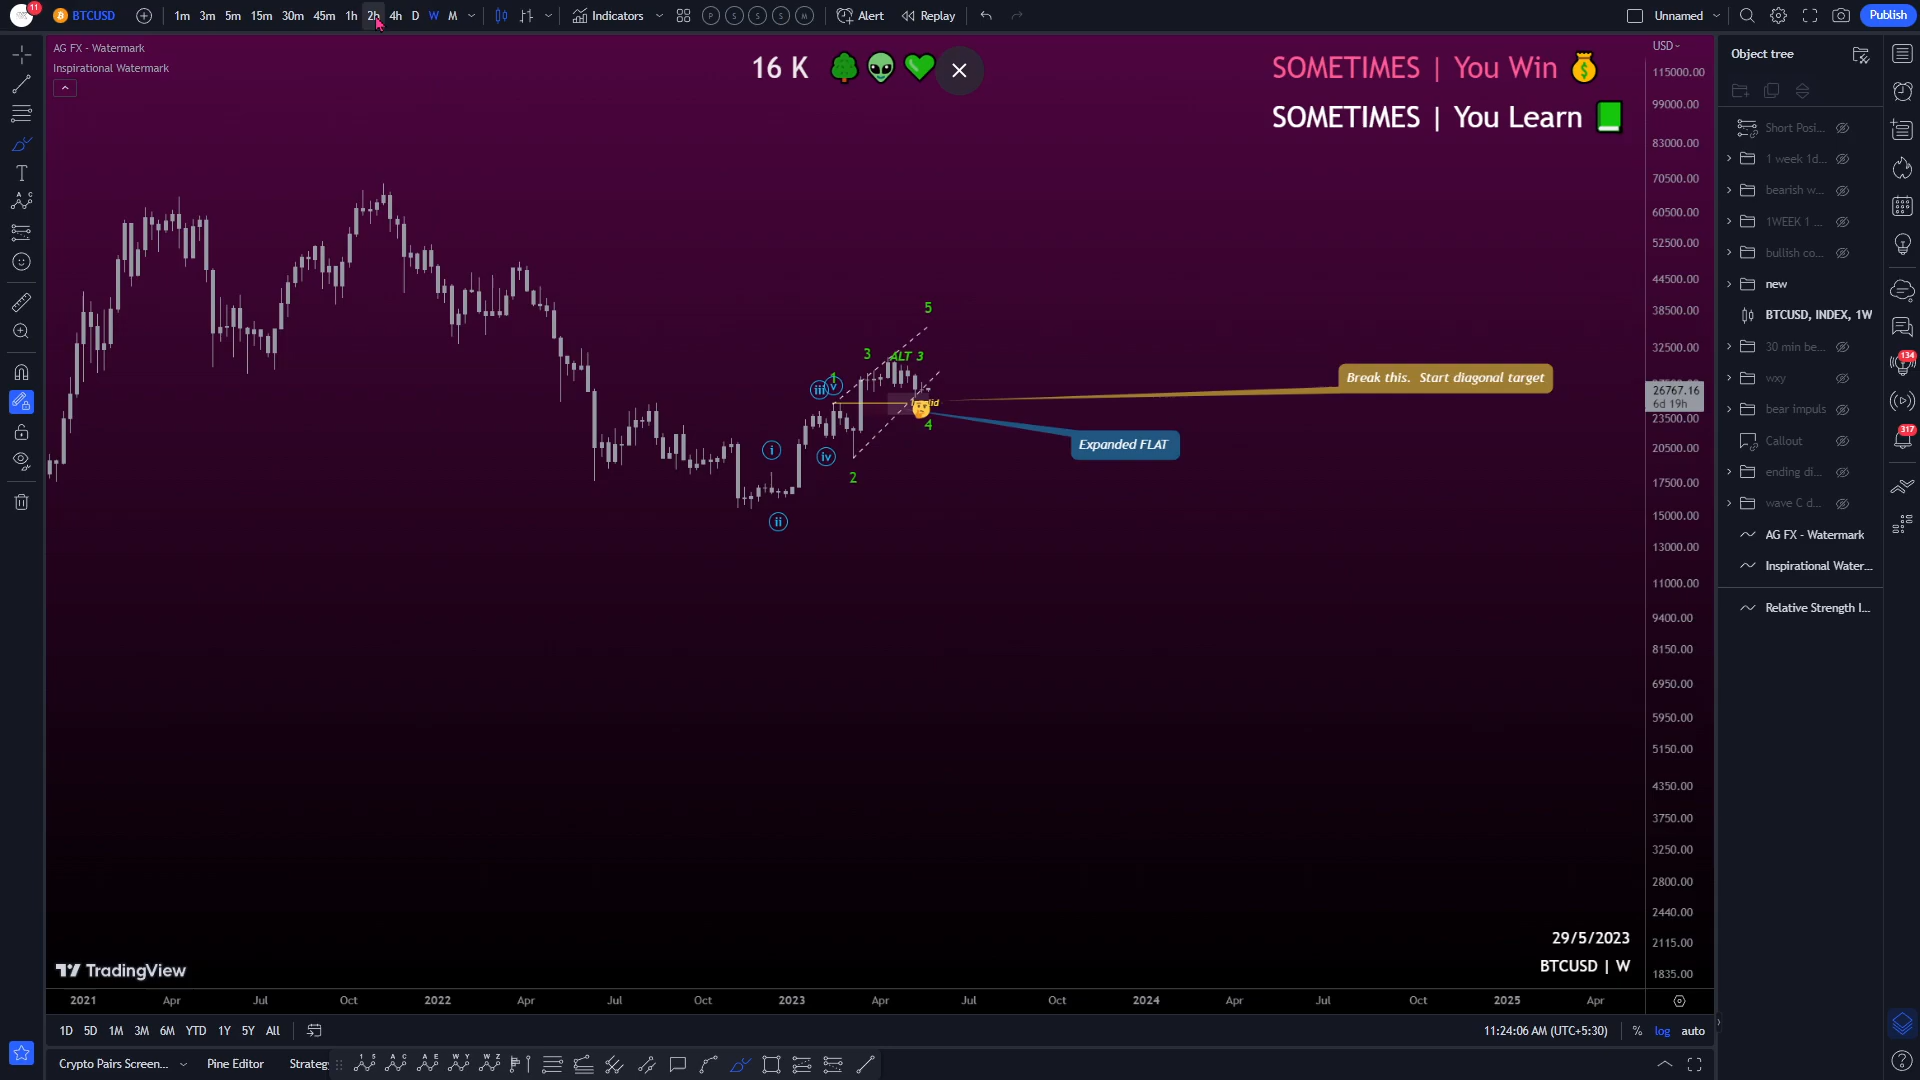 11
BTCUSD
1m 3m 5m 15m 30m 45m 1h 2h 4h D W M
Indicators
P S S S M
Alert
Replay
Unnamed
Publish
AG FX - Watermark
Inspirational Watermark
16 K
SOMETIMES | You Win
SOMETIMES | You Learn
USD
115000.00
99000.00
83000.00
70500.00
60500.00
52500.00
44500.00
38500.00
32500.00
26767.16
6d 19h
23500.00
20500.00
17500.00
15000.00
13000.00
11000.00
9400.00
8150.00
6950.00
5950.00
5150.00
4350.00
3750.00
3250.00
2800.00
2440.00
2115.00
1835.00
5
3
ALT 3
1
iii v
Break this. Start diagonal target
4
Expanded FLAT
i
iv
2
ii
29/5/2023
BTCUSD | W
TradingView
2021 Apr Jul Oct 2022 Apr Jul Oct 2023 Apr Jul Oct 2024 Apr Jul Oct 2025 Apr
1D 5D 1M 3M 6M YTD 1Y 5Y All
11:24:06 AM (UTC+5:30) % log auto
Crypto Pairs Screen...
Pine Editor
Strateg
Object tree
Short Posi...
1 week 1d...
bearish w...
1WEEK 1 ...
bullish co...
new
BTCUSD, INDEX, 1W
30 min be...
wxy
bear impuls
Callout
ending di...
wave C d...
AG FX - Watermark
Inspirational Water...
Relative Strength I...
134
317